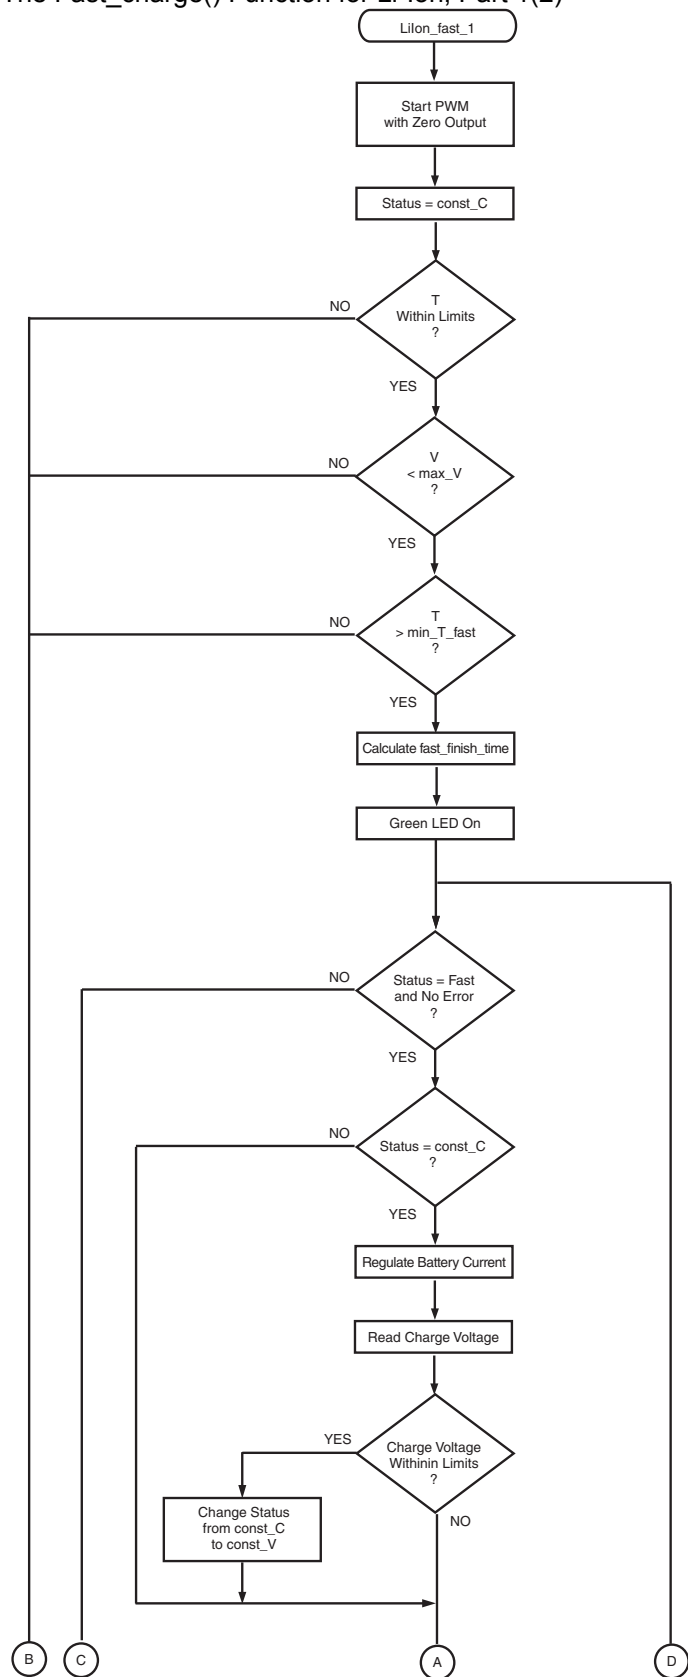 The Fast_charge() Function for Li-Ion, Part 1(2)
LiIon_fast_1
Start PWM
with Zero Output
Status = const_C
T
Within Limits
?
NO
YES
V
< max_V
?
NO
YES
T
> min_T_fast
?
NO
YES
Calculate fast_finish_time
Green LED On
Status = Fast
and No Error
?
NO
YES
Status = const_C
?
NO
YES
Regulate Battery Current
Read Charge Voltage
Charge Voltage
Withinin Limits
?
YES
NO
Change Status
from const_C
to const_V
B
C
A
D